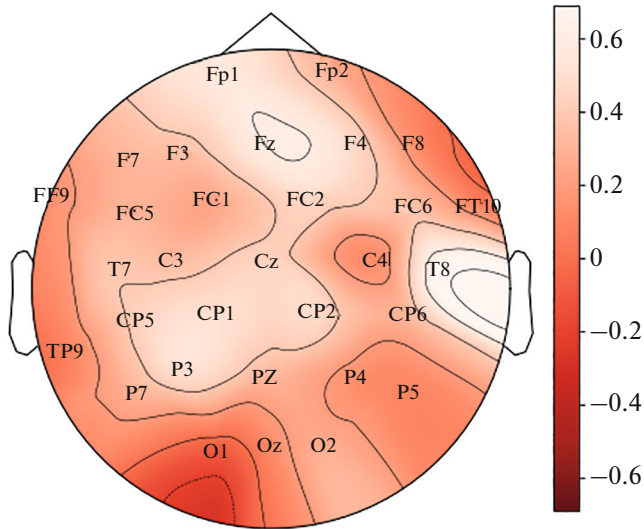 Fp1 Fp2
Fz F4 F8
F7 F3
FF9 FC5 FC1 FC2 FC6 FT10
T7 C3 Cz C4 T8
CP5 CP1 CP2 CP6
TP9
P7 P3 PZ P4 P5
O1 Oz O2
0.6
0.4
0.2
0
−0.2
−0.4
−0.6